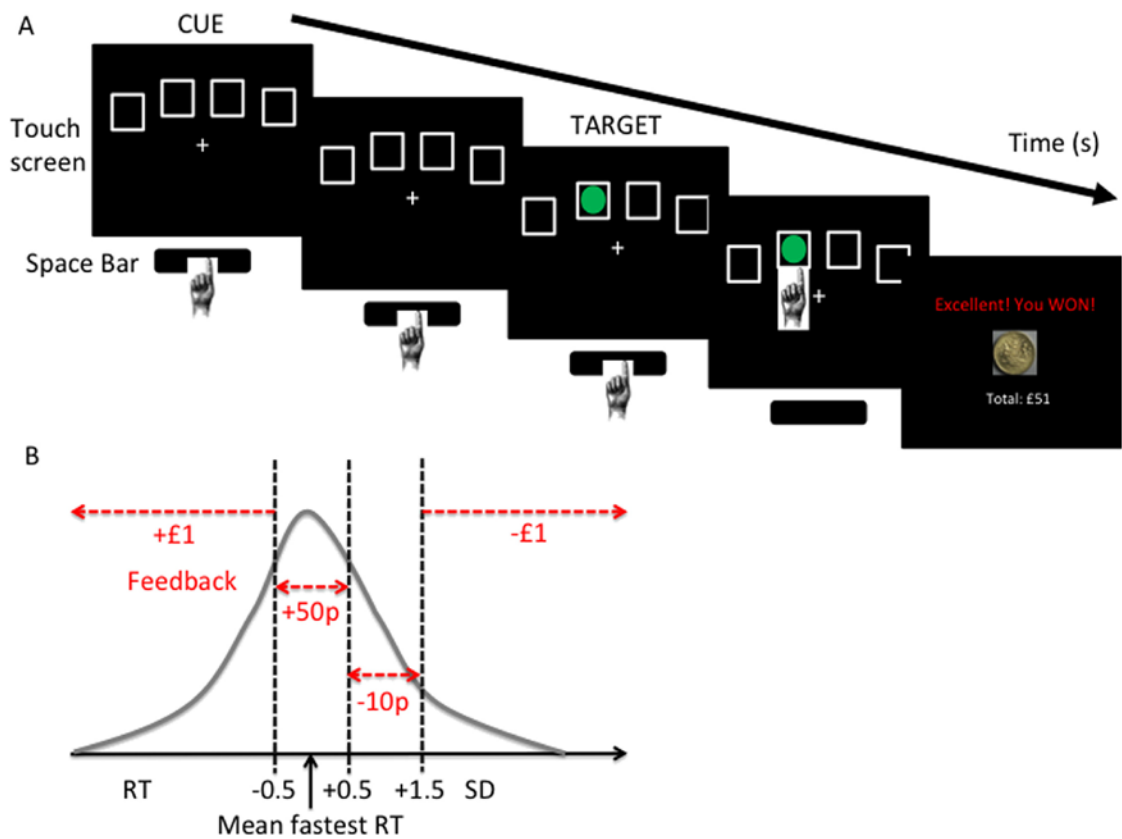 A
CUE
Touch
screen
TARGET
Time (s)
Space Bar
Excellent! You WON!
Total: £51
B
+£1
-£1
Feedback
+50p
-10p
RT
-0.5
+0.5
+1.5
SD
Mean fastest RT